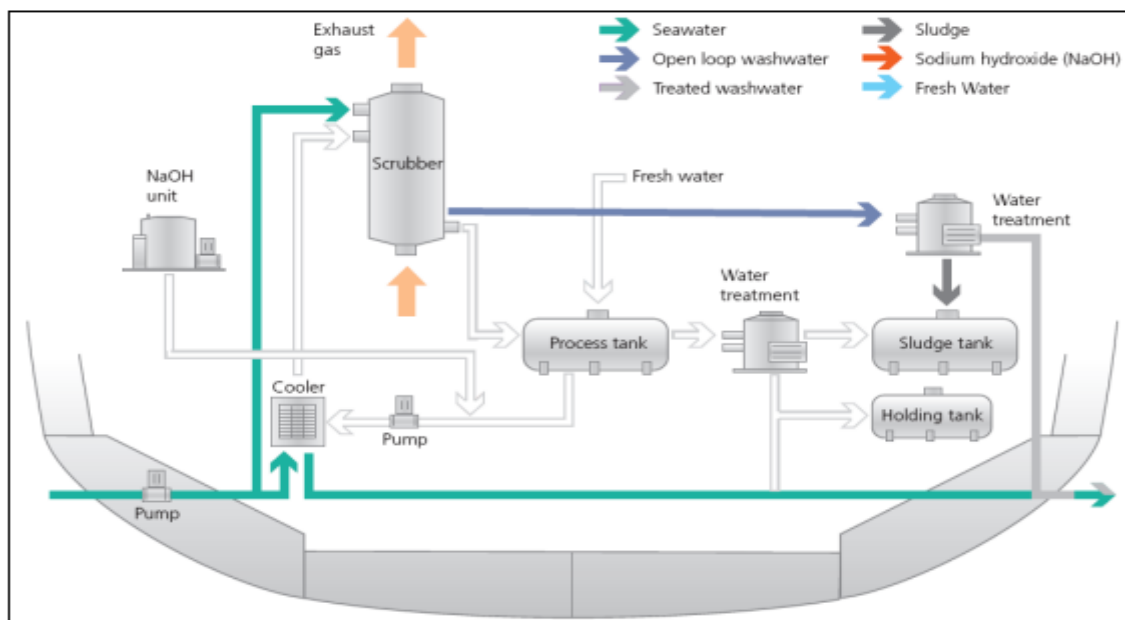 Exhaust
gas
Seawater
Open loop washwater
Treated washwater
Sludge
Sodium hydroxide (NaOH)
Fresh Water
Scrubber
NaOH
unit
Fresh water
Water
treatment
Water
treatment
Process tank
Sludge tank
Cooler
Pump
Holding tank
Pump